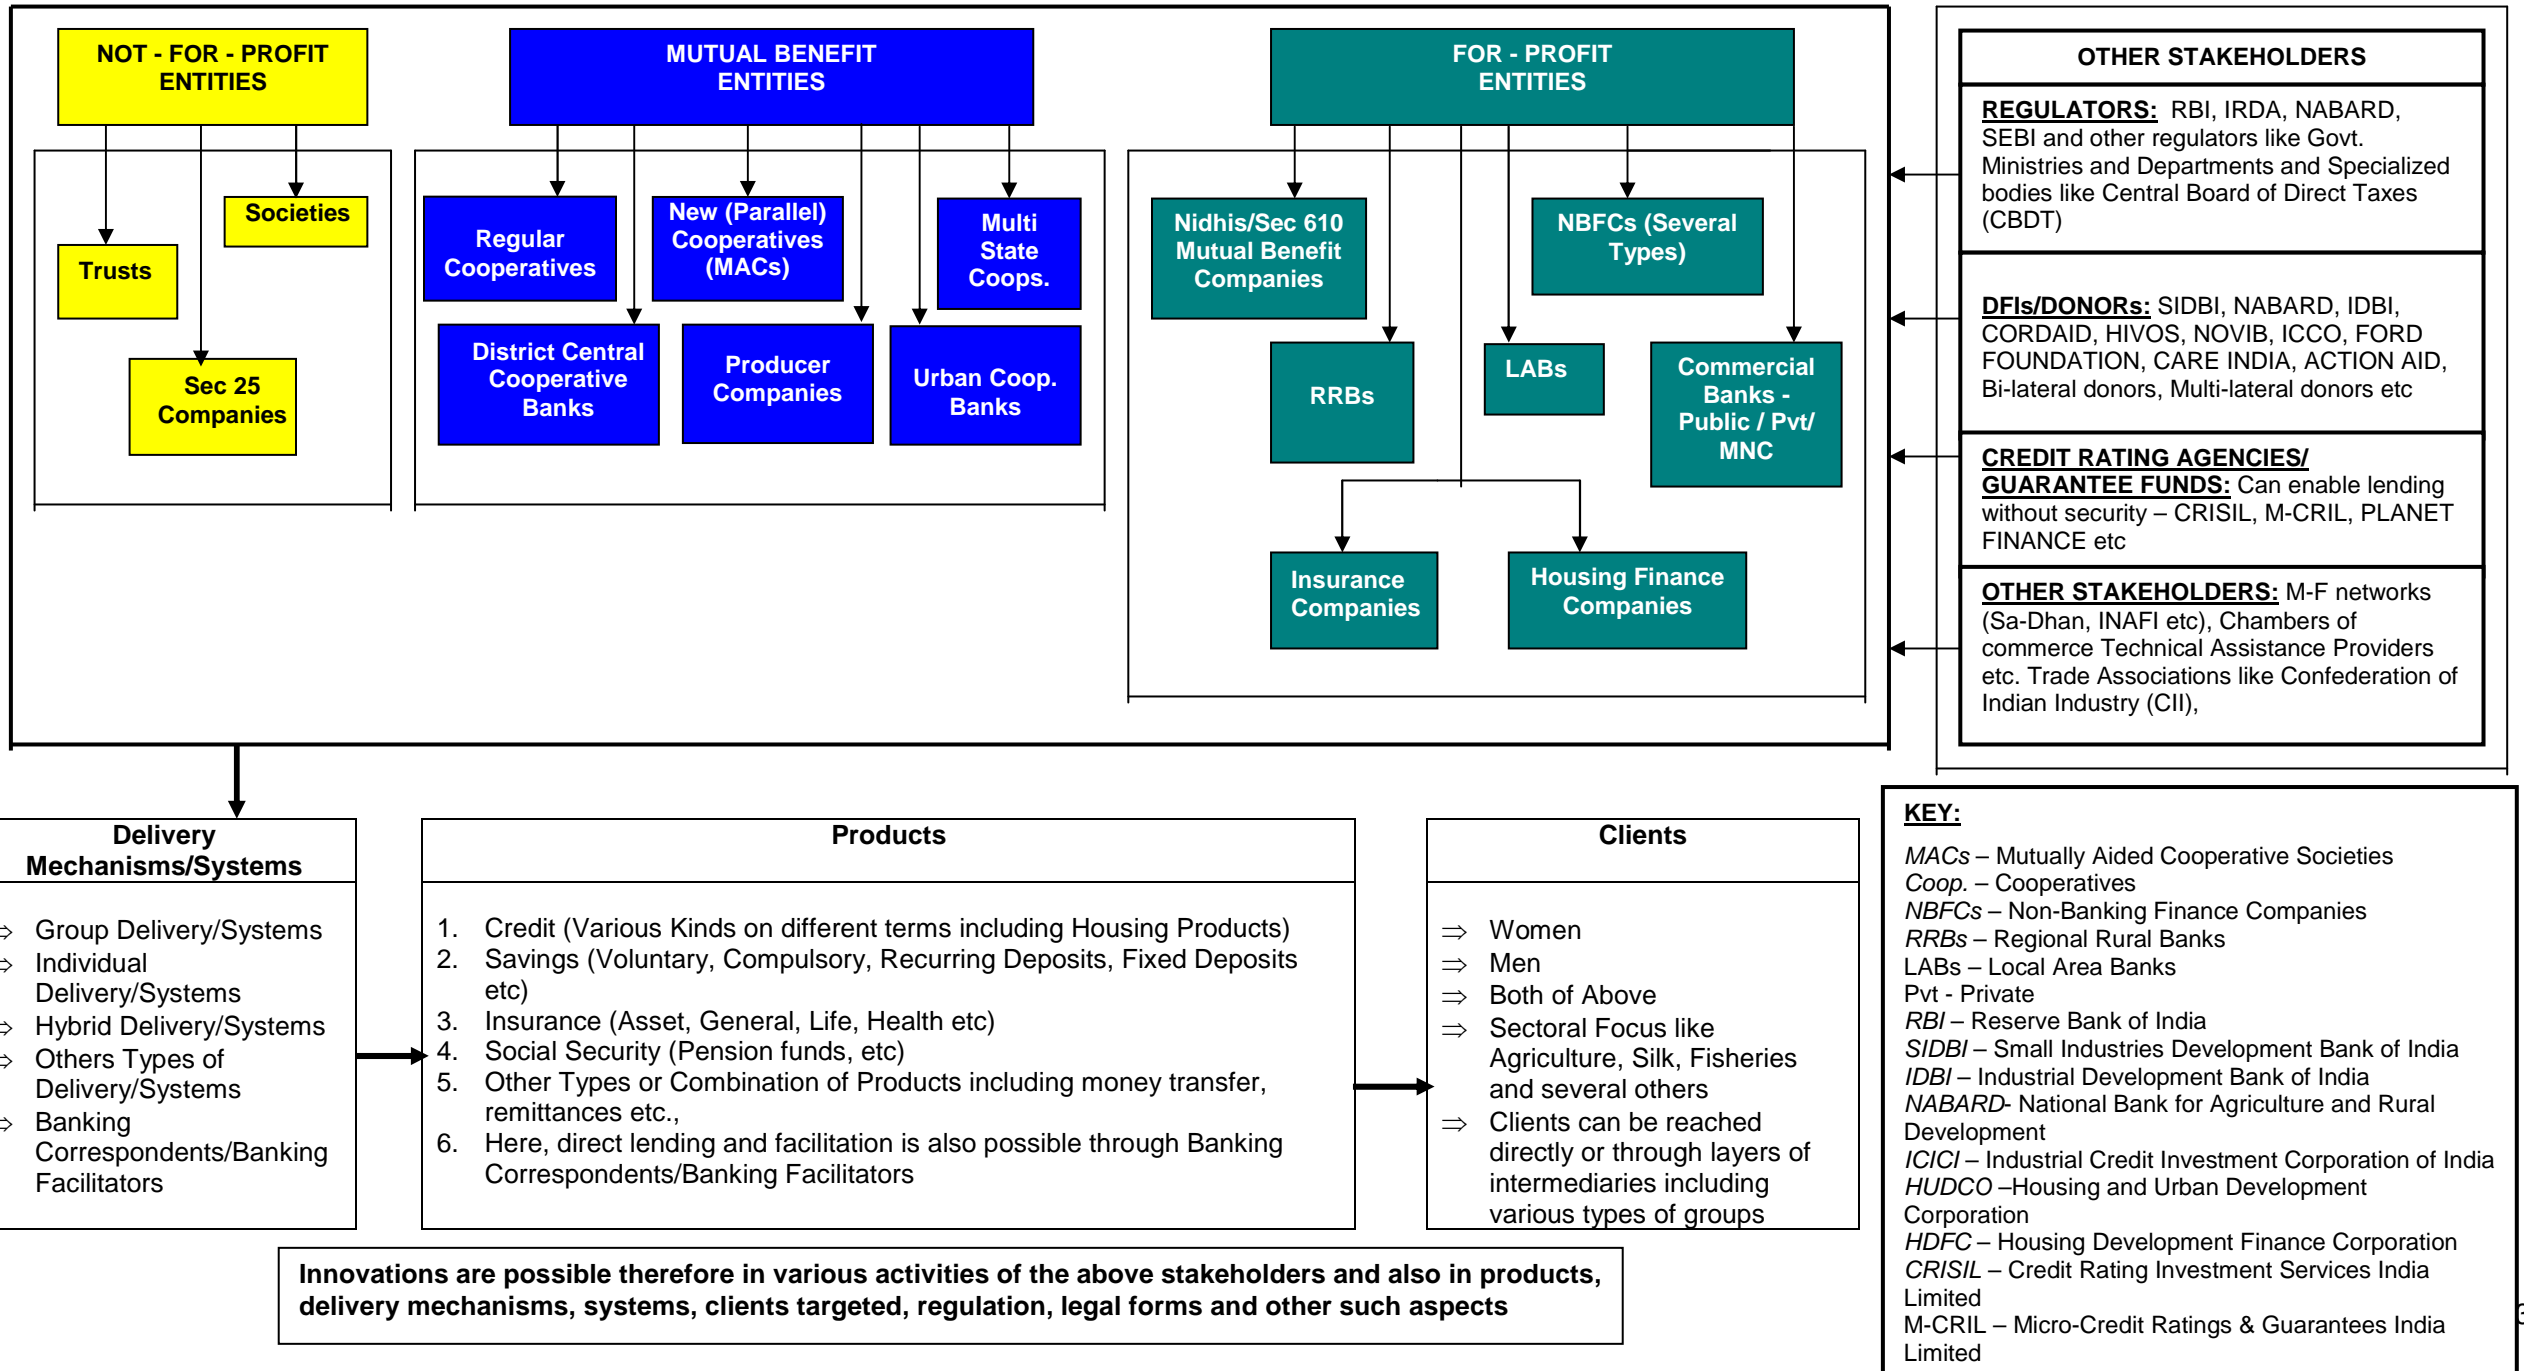 NOT - FOR - PROFIT
ENTITIES
MUTUAL BENEFIT
ENTITIES
FOR - PROFIT
ENTITIES
Societies
Trusts
Sec 25
Companies
Regular
Cooperatives
New (Parallel)
Cooperatives
(MACs)
Multi
State
Coops.
District Central
Cooperative
Banks
Producer
Companies
Urban Coop.
Banks
Nidhis/Sec 610
Mutual Benefit
Companies
NBFCs (Several
Types)
RRBs
LABs
Commercial
Banks -
Public / Pvt/
MNC
Insurance
Companies
Housing Finance
Companies
OTHER STAKEHOLDERS
REGULATORS: RBI, IRDA, NABARD,
SEBI and other regulators like Govt.
Ministries and Departments and Specialized
bodies like Central Board of Direct Taxes
(CBDT)
DFIs/DONORs: SIDBI, NABARD, IDBI,
CORDAID, HIVOS, NOVIB, ICCO, FORD
FOUNDATION, CARE INDIA, ACTION AID,
Bi-lateral donors, Multi-lateral donors etc
CREDIT RATING AGENCIES/
GUARANTEE FUNDS: Can enable lending
without security – CRISIL, M-CRIL, PLANET
FINANCE etc
OTHER STAKEHOLDERS: M-F networks
(Sa-Dhan, INAFI etc), Chambers of
commerce Technical Assistance Providers
etc. Trade Associations like Confederation of
Indian Industry (CII),
Delivery
Mechanisms/Systems
⇒ Group Delivery/Systems
⇒ Individual
Delivery/Systems
⇒ Hybrid Delivery/Systems
⇒ Others Types of
Delivery/Systems
⇒ Banking
Correspondents/Banking
Facilitators
Products
1. Credit (Various Kinds on different terms including Housing Products)
2. Savings (Voluntary, Compulsory, Recurring Deposits, Fixed Deposits
etc)
3. Insurance (Asset, General, Life, Health etc)
4. Social Security (Pension funds, etc)
5. Other Types or Combination of Products including money transfer,
remittances etc.,
6. Here, direct lending and facilitation is also possible through Banking
Correspondents/Banking Facilitators
Clients
⇒ Women
⇒ Men
⇒ Both of Above
⇒ Sectoral Focus like
Agriculture, Silk, Fisheries
and several others
⇒ Clients can be reached
directly or through layers of
intermediaries including
various types of groups
KEY:
MACs – Mutually Aided Cooperative Societies
Coop. – Cooperatives
NBFCs – Non-Banking Finance Companies
RRBs – Regional Rural Banks
LABs – Local Area Banks
Pvt - Private
RBI – Reserve Bank of India
SIDBI – Small Industries Development Bank of India
IDBI – Industrial Development Bank of India
NABARD- National Bank for Agriculture and Rural
Development
ICICI – Industrial Credit Investment Corporation of India
HUDCO –Housing and Urban Development
Corporation
HDFC – Housing Development Finance Corporation
CRISIL – Credit Rating Investment Services India
Limited
M-CRIL – Micro-Credit Ratings & Guarantees India
Limited
Innovations are possible therefore in various activities of the above stakeholders and also in products,
delivery mechanisms, systems, clients targeted, regulation, legal forms and other such aspects